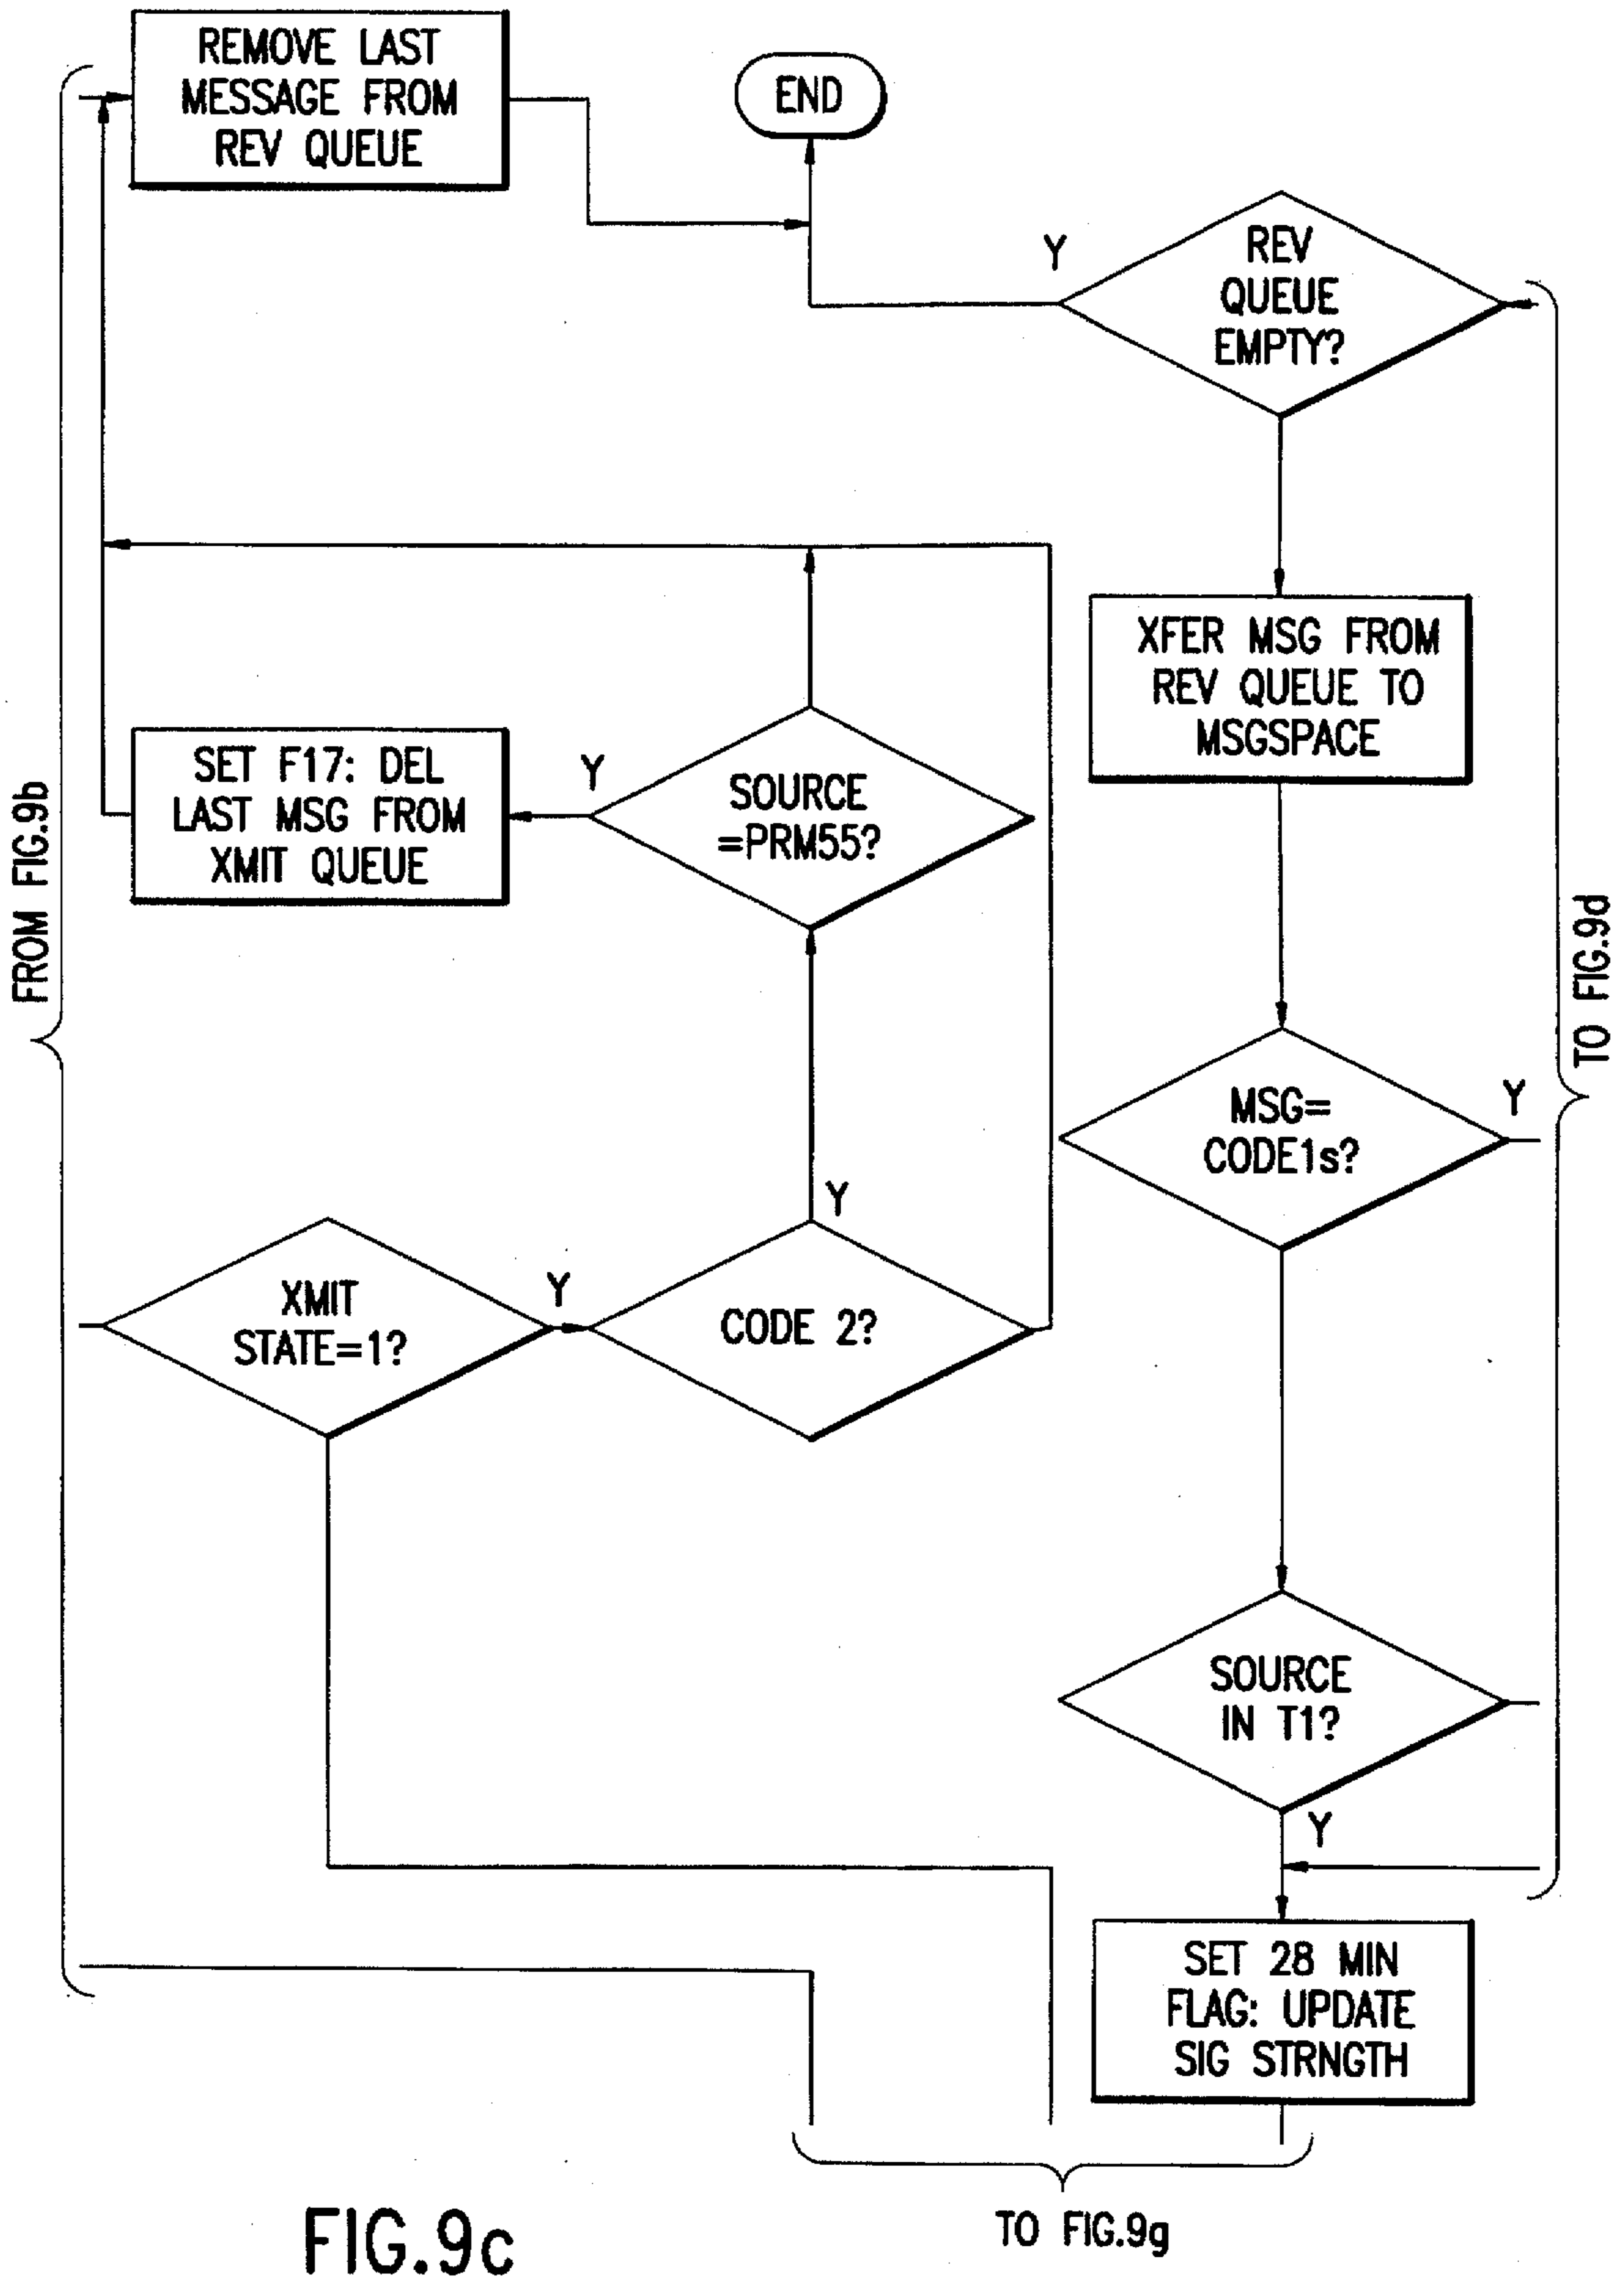 REMOVE LAST
MESSAGE FROM
REV QUEUE
END
Y
REV
QUEUE
EMPTY?
XFER MSG FROM
REV QUEUE TO
MSGSPACE
SET F17: DEL
LAST MSG FROM
XMIT QUEUE
Y
SOURCE
=PRM55?
FROM FIG.9b
TO FIG.9d
MSG=
CODE1s?
Y
XMIT
STATE=1?
Y
CODE 2?
Y
SOURCE
IN T1?
Y
SET 28 MIN
FLAG: UPDATE
SIG STRNGTH
TO FIG.9g
FIG.9c